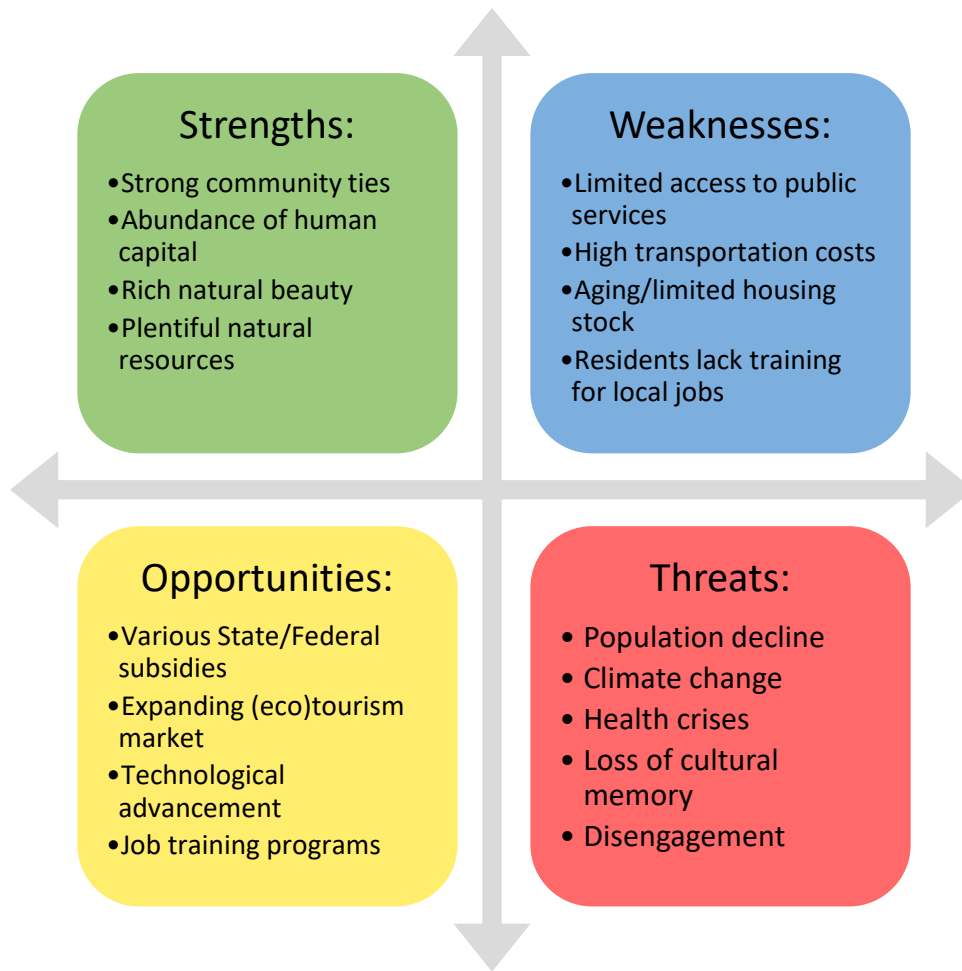 Strengths:
•Strong community ties
•Abundance of human
capital
•Rich natural beauty
•Plentiful natural
resources
Weaknesses:
•Limited access to public
services
•High transportation costs
•Aging/limited housing
stock
•Residents lack training
for local jobs
Opportunities:
•Various State/Federal
subsidies
•Expanding (eco)tourism
market
•Technological
advancement
•Job training programs
Threats:
• Population decline
• Climate change
• Health crises
• Loss of cultural
memory
• Disengagement